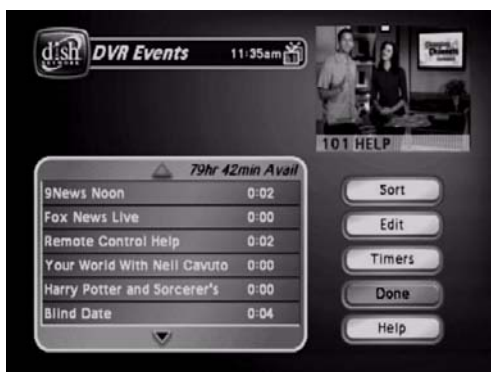 dish
NETWORK
DVR Events
11:35am
101 HELP
79hr 42min Avail
9News Noon 0:02
Fox News Live 0:00
Remote Control Help 0:02
Your World With Neil Cavuto 0:00
Harry Potter and Sorcerer's 0:00
Blind Date 0:04
Sort
Edit
Timers
Done
Help